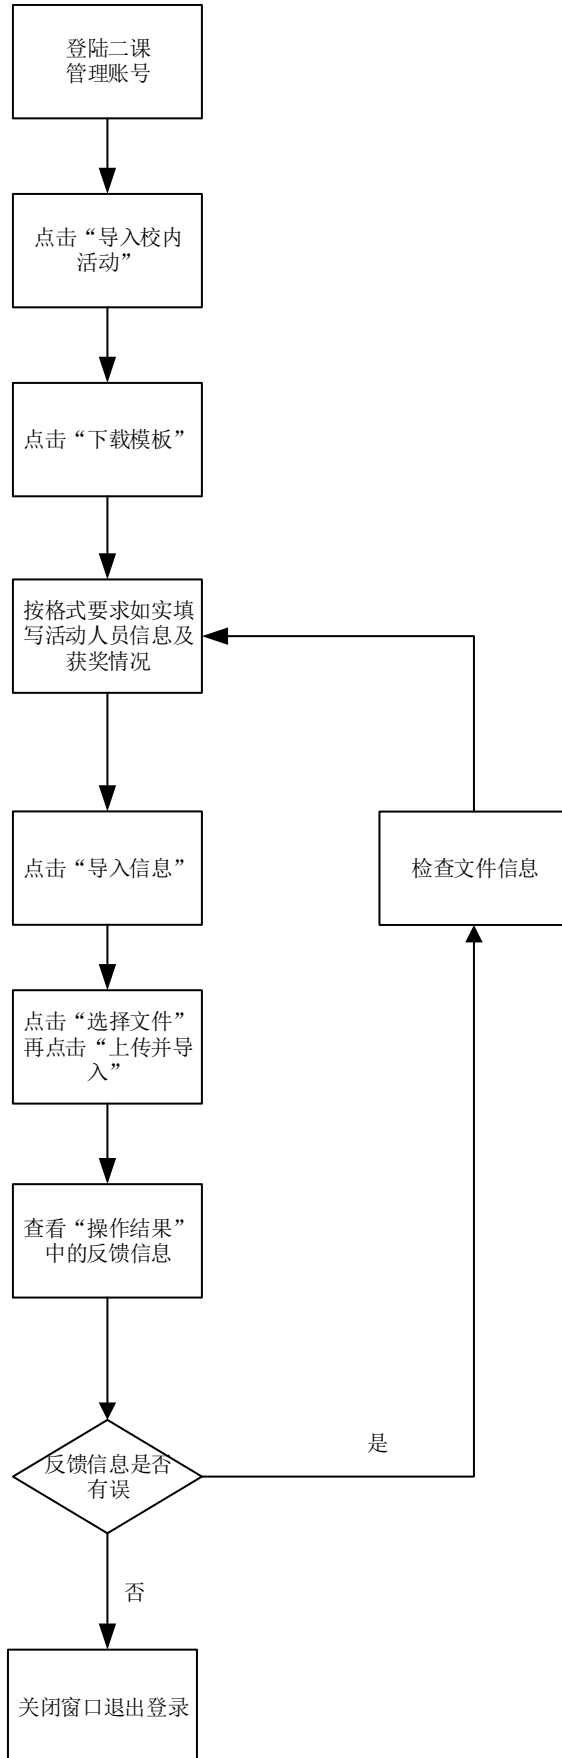 登陆二课
管理账号
点击“导入校内
活动”
点击“下载模板”
按格式要求如实填
写活动人员信息及
获奖情况
点击“导入信息”
检查文件信息
点击“选择文件”
再点击“上传并导
入”
查看“操作结果”
中的反馈信息
是
反馈信息是否
有误
否
关闭窗口退出登录